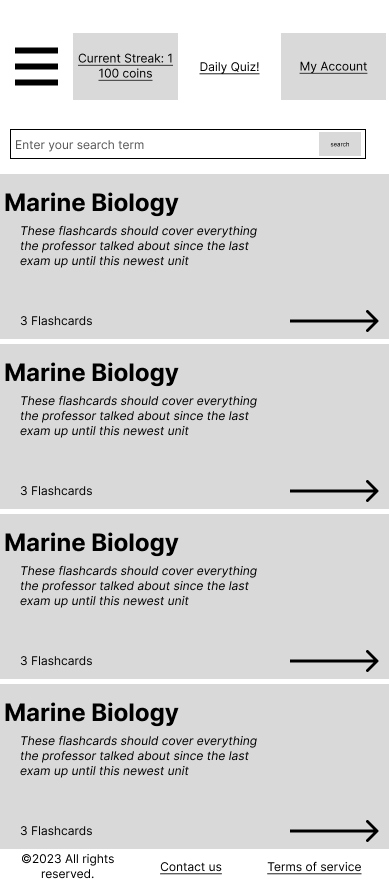 Current Streak: 1
100 coins
Daily Quiz!
My Account
Enter your search term
search
Marine Biology
These flashcards should cover everything
the professor talked about since the last
exam up until this newest unit
3 Flashcards
Marine Biology
These flashcards should cover everything
the professor talked about since the last
exam up until this newest unit
3 Flashcards
Marine Biology
These flashcards should cover everything
the professor talked about since the last
exam up until this newest unit
3 Flashcards
Marine Biology
These flashcards should cover everything
the professor talked about since the last
exam up until this newest unit
3 Flashcards
©2023 All rights
reserved.
Contact us
Terms of service